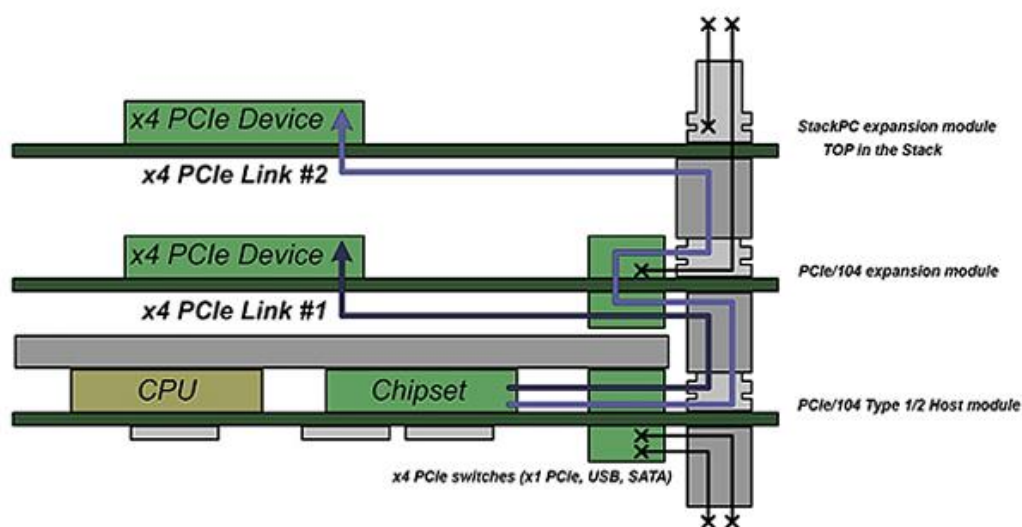 x4 PCIe Device
StackPC expansion module
TOP in the Stack
x4 PCIe Link #2
x4 PCIe Device
PCIe/104 expansion module
x4 PCIe Link #1
CPU
Chipset
PCIe/104 Type 1/2 Host module
x4 PCIe switches (x1 PCIe, USB, SATA)